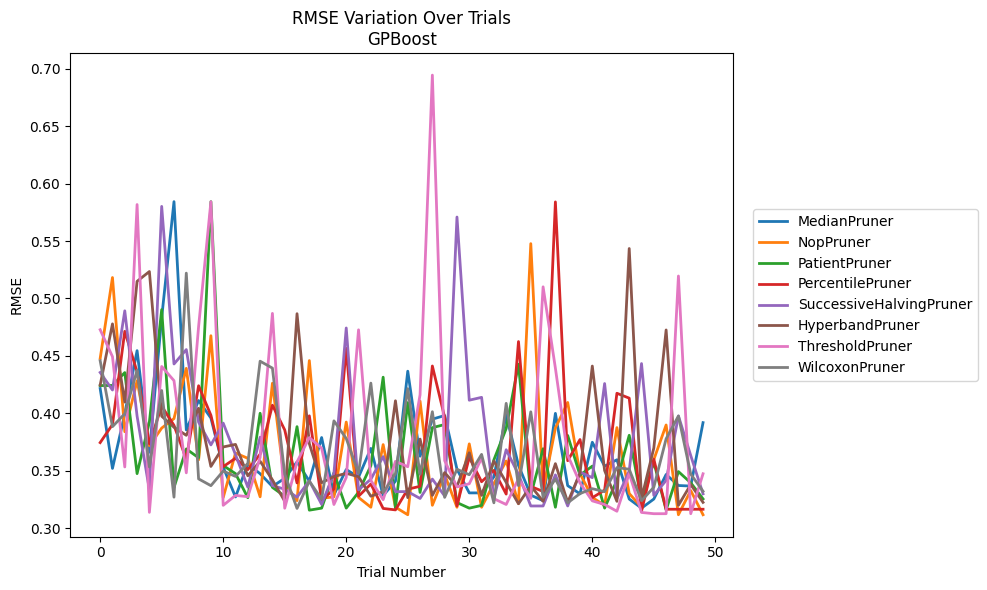 RMSE Variation Over Trials
GPBoost
0.70
0.65
0.60
0.55
0.50
0.45
0.40
0.35
0.30
RMSE
0 10 20 30 40 50
Trial Number
MedianPruner
NopPruner
PatientPruner
PercentilePruner
SuccessiveHalvingPruner
HyperbandPruner
ThresholdPruner
WilcoxonPruner